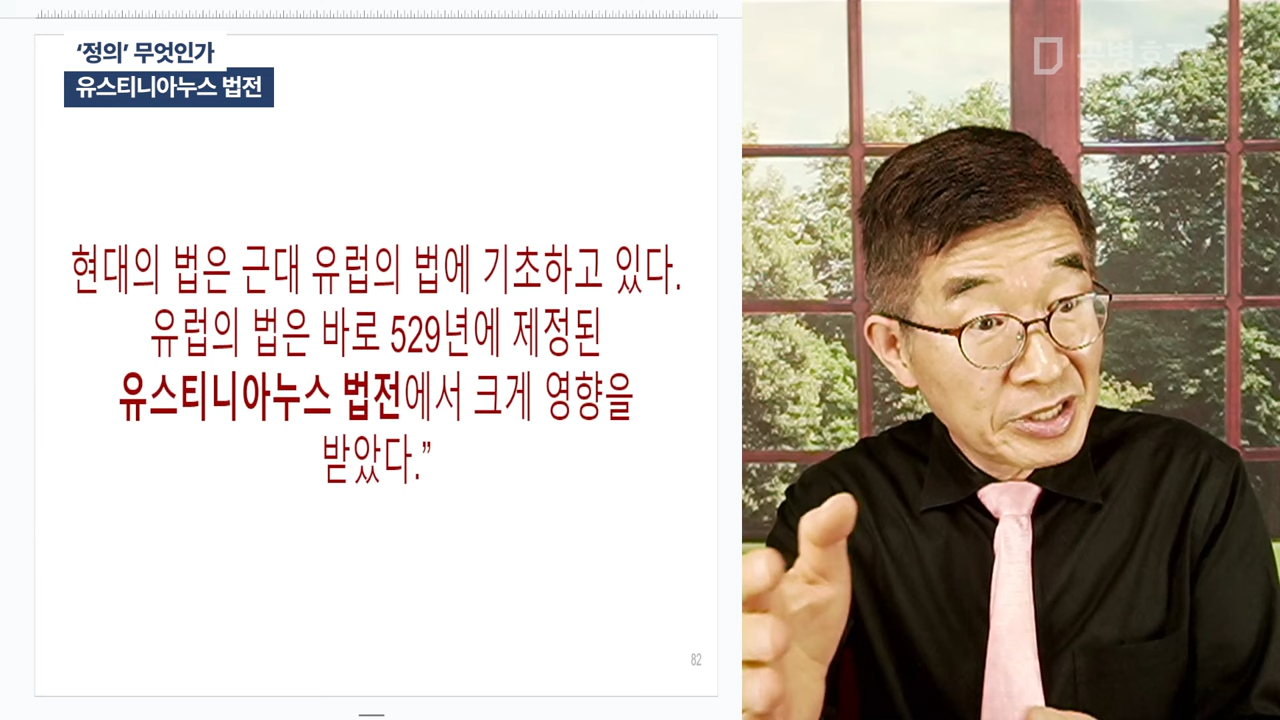 ‘정의’ 무엇인가
유스티니아누스 법전
현대의 법은 근대 유럽의 법에 기초하고 있다.
유럽의 법은 바로 529년에 제정된
유스티니아누스 법전에서 크게 영향을
받았다.”
82
공병호